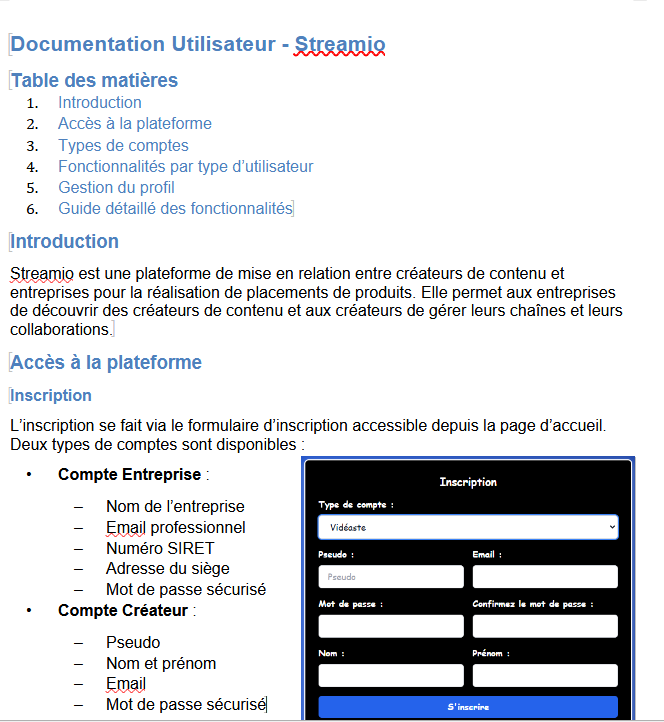 Documentation Utilisateur - Streamio
Table des matières
1. Introduction
2. Accès à la plateforme
3. Types de comptes
4. Fonctionnalités par type d'utilisateur
5. Gestion du profil
6. Guide détaillé des fonctionnalités
Introduction
Streamio est une plateforme de mise en relation entre créateurs de contenu et
entreprises pour la réalisation de placements de produits. Elle permet aux entreprises
de découvrir des créateurs de contenu et aux créateurs de gérer leurs chaînes et leurs
collaborations.
Accès à la plateforme
Inscription
L'inscription se fait via le formulaire d'inscription accessible depuis la page d'accueil.
Deux types de comptes sont disponibles :
• Compte Entreprise :
– Nom de l'entreprise
– Email professionnel
– Numéro SIRET
– Adresse du siège
– Mot de passe sécurisé
• Compte Créateur :
– Pseudo
– Nom et prénom
– Email
– Mot de passe sécurisé
Inscription
Type de compte :
Vidéaste
Pseudo : Email :
Pseudo
Mot de passe : Confirmez le mot de passe :
Nom : Prénom :
S'inscrire